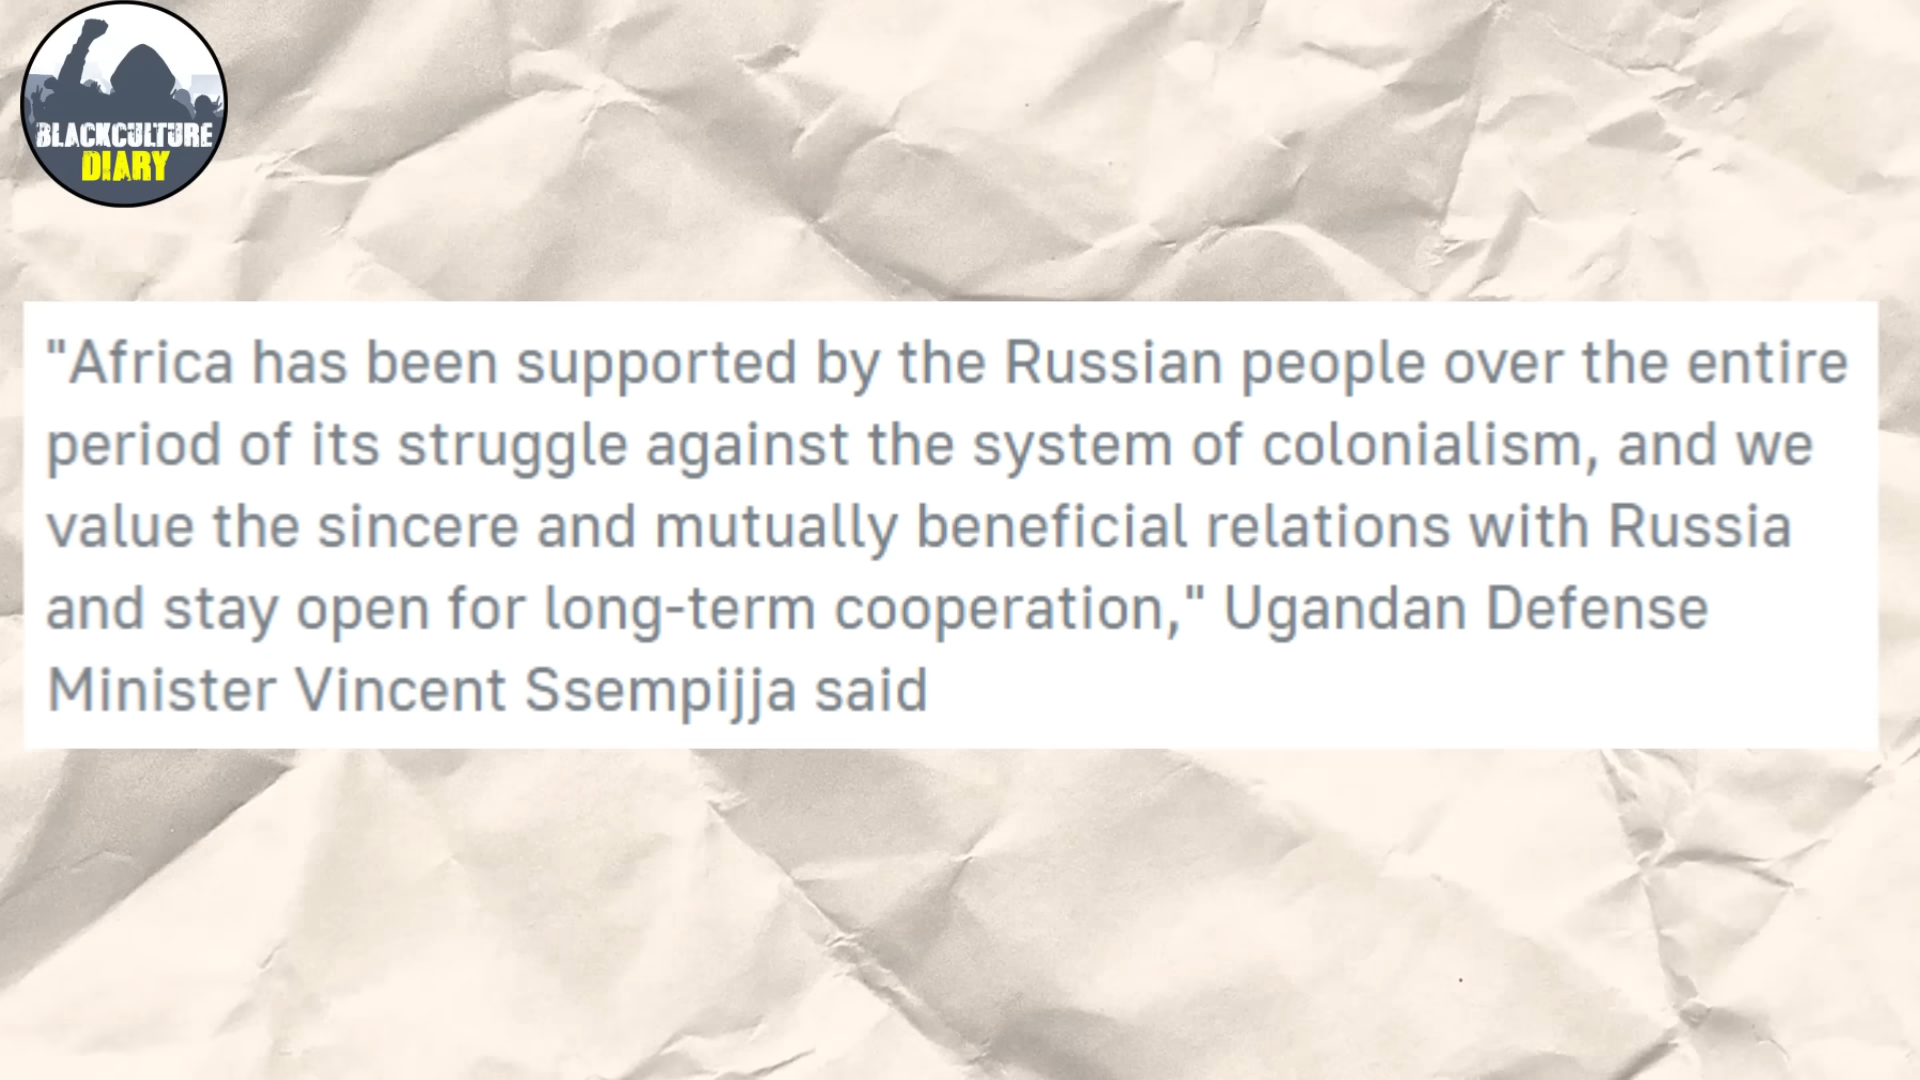 BLACKCULTURE
DIARY
"Africa has been supported by the Russian people over the entire
period of its struggle against the system of colonialism, and we
value the sincere and mutually beneficial relations with Russia
and stay open for long-term cooperation," Ugandan Defense
Minister Vincent Ssempijja said